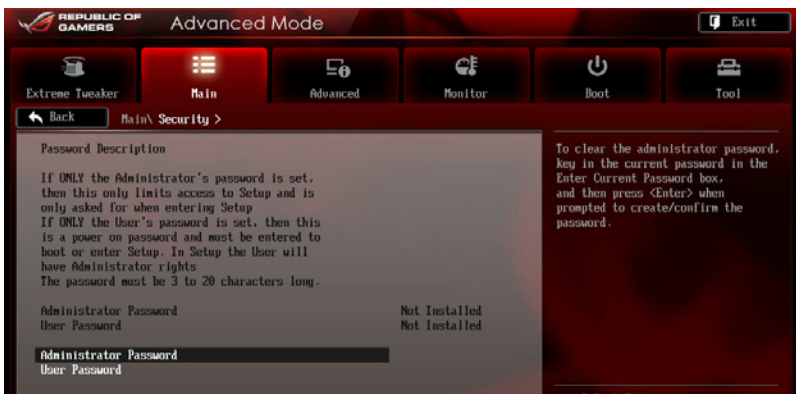 REPUBLIC OF
GAMERS
Advanced Mode
Exit
Extreme Tweaker
Main
Advanced
Monitor
Boot
Tool
Back
Main\ Security >
Password Description
If ONLY the Administrator's password is set,
then this only limits access to Setup and is
only asked for when entering Setup
If ONLY the User's password is set, then this
is a power on password and must be entered to
boot or enter Setup. In Setup the User will
have Administrator rights
The password must be 3 to 20 characters long.
Administrator Password Not Installed
User Password Not Installed
Administrator Password
User Password
To clear the administrator password,
key in the current password in the
Enter Current Password box,
and then press <Enter> when
prompted to create/confirm the
password.